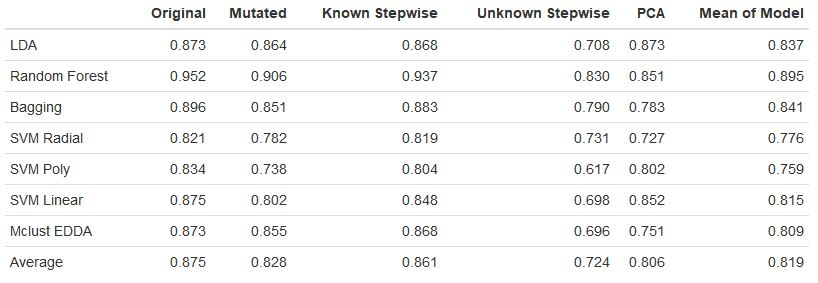 Original Mutated Known Stepwise Unknown Stepwise PCA Mean of Model
LDA 0.873 0.864 0.868 0.708 0.873 0.837
Random Forest 0.952 0.906 0.937 0.830 0.851 0.895
Bagging 0.896 0.851 0.883 0.790 0.783 0.841
SVM Radial 0.821 0.782 0.819 0.731 0.727 0.776
SVM Poly 0.834 0.738 0.804 0.617 0.802 0.759
SVM Linear 0.875 0.802 0.848 0.698 0.852 0.815
Mclust EDDA 0.873 0.855 0.868 0.696 0.751 0.809
Average 0.875 0.828 0.861 0.724 0.806 0.819